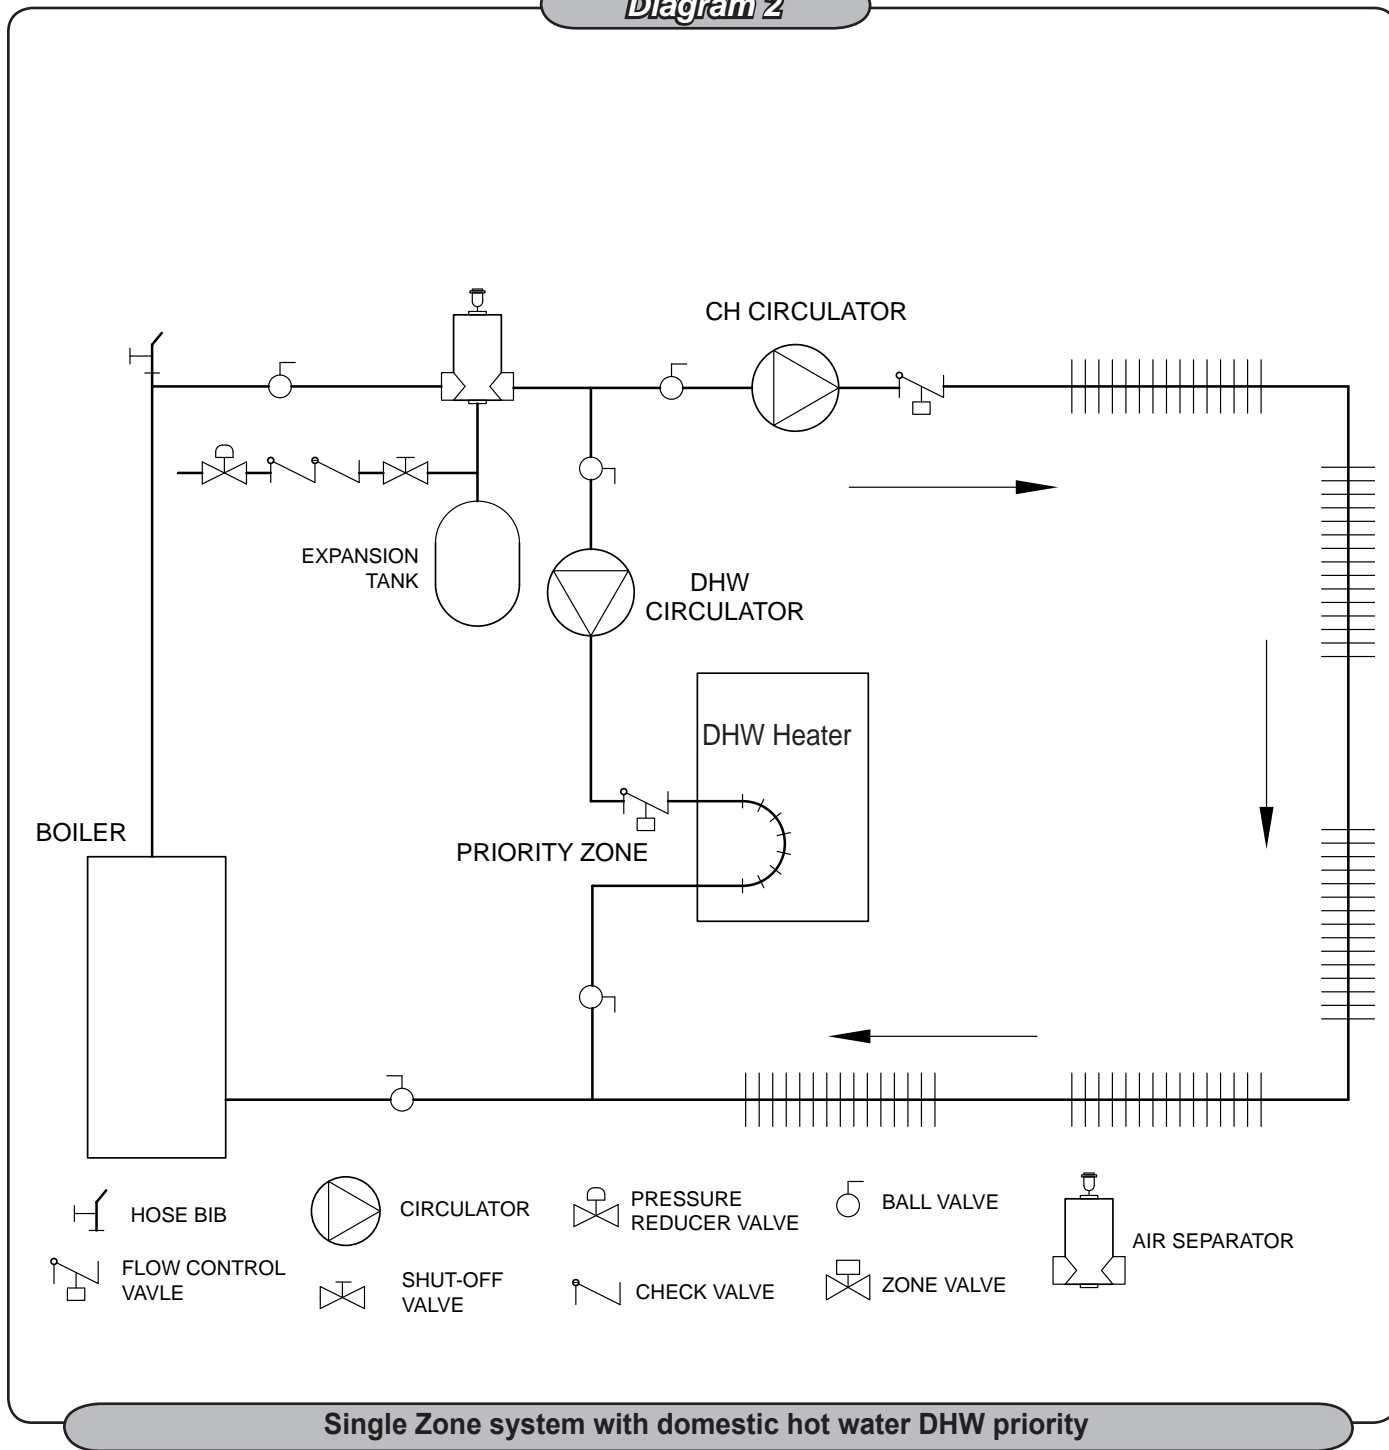 Diagram 2
CH CIRCULATOR
EXPANSION
TANK
DHW
CIRCULATOR
DHW Heater
BOILER
PRIORITY ZONE
HOSE BIB
CIRCULATOR
PRESSURE
REDUCER VALVE
BALL VALVE
AIR SEPARATOR
FLOW CONTROL
VAVLE
SHUT-OFF
VALVE
CHECK VALVE
ZONE VALVE
Single Zone system with domestic hot water DHW priority